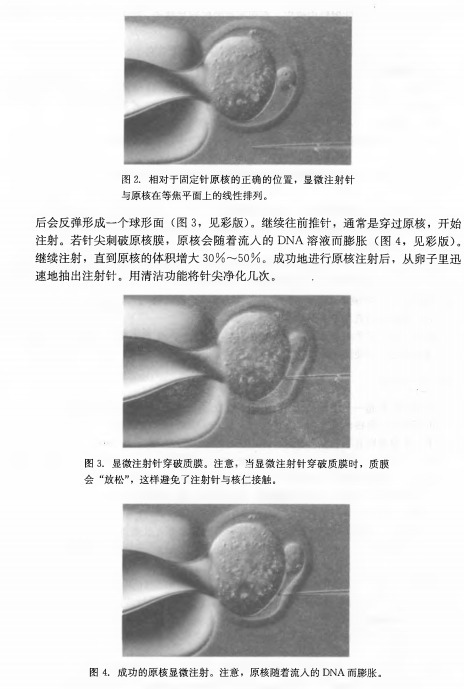 图 2. 相对于固定针原核的正确的位置，显微注射针
与原核在等焦平面上的线性排列。
后会反弹形成一个球形面（图 3，见彩版）。继续往前推针，通常是穿过原核，开始
注射。若针尖刺破原核膜，原核会随着流入的 DNA 溶液而膨胀（图 4，见彩版）。
继续注射，直到原核的体积增大 30%～50%。成功地进行原核注射后，从卵子里迅
速地抽出注射针。用清洁功能将针尖净化几次。
图 3. 显微注射针穿破质膜。注意，当显微注射针穿破质膜时，质膜
会“放松”，这样避免了注射针与核仁接触。
图 4. 成功的原核显微注射。注意，原核随着流入的 DNA 而膨胀。